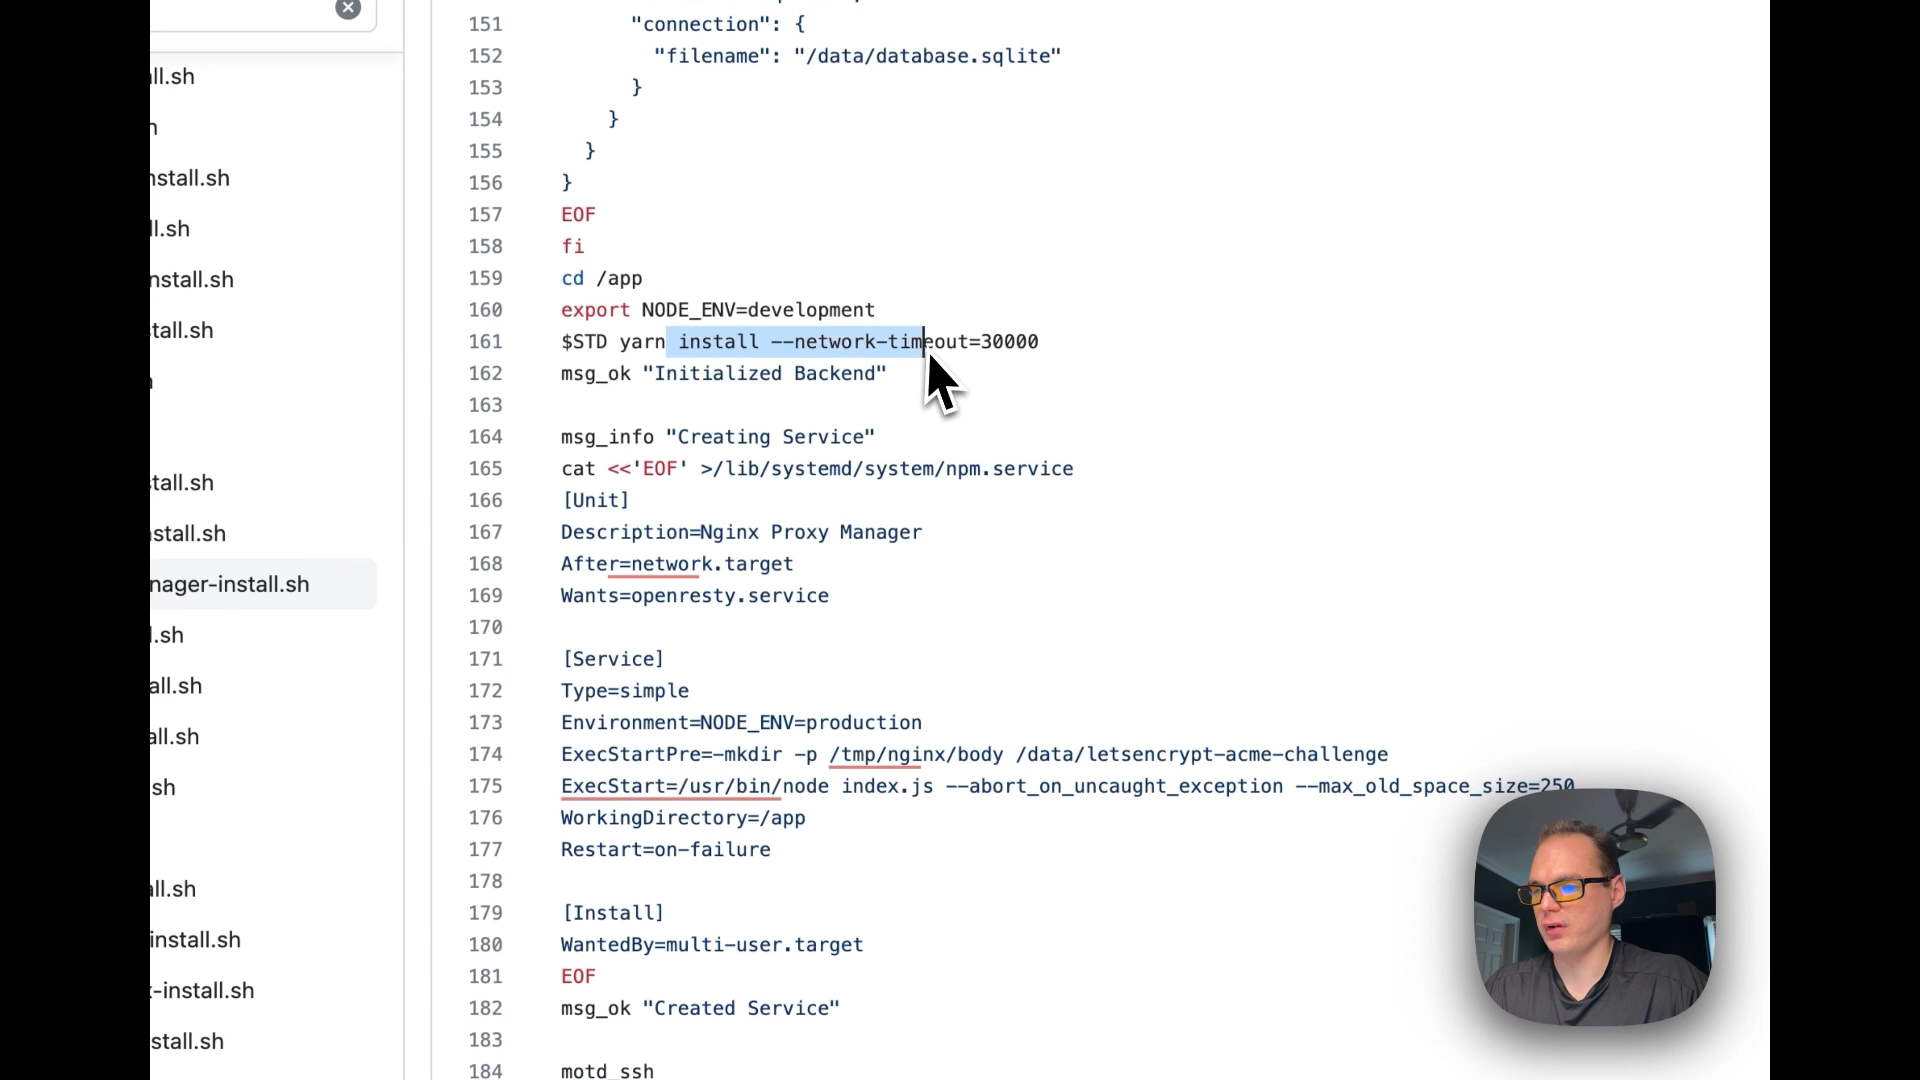 ll.sh
h
nstall.sh
ll.sh
nstall.sh
tall.sh
stall.sh
nstall.sh
nager-install.sh
l.sh
all.sh
all.sh
sh
all.sh
install.sh
-install.sh
stall.sh
151 "connection": {
152 "filename": "/data/database.sqlite"
153 }
154 }
155 }
156 }
157 EOF
158 fi
159 cd /app
160 export NODE_ENV=development
161 $STD yarn install --network-timeout=30000
162 msg_ok "Initialized Backend"
163
164 msg_info "Creating Service"
165 cat <<'EOF' >/lib/systemd/system/npm.service
166 [Unit]
167 Description=Nginx Proxy Manager
168 After=network.target
169 Wants=openresty.service
170
171 [Service]
172 Type=simple
173 Environment=NODE_ENV=production
174 ExecStartPre=-mkdir -p /tmp/nginx/body /data/letsencrypt-acme-challenge
175 ExecStart=/usr/bin/node index.js --abort_on_uncaught_exception --max_old_space_size=250
176 WorkingDirectory=/app
177 Restart=on-failure
178
179 [Install]
180 WantedBy=multi-user.target
181 EOF
182 msg_ok "Created Service"
183
184 motd_ssh